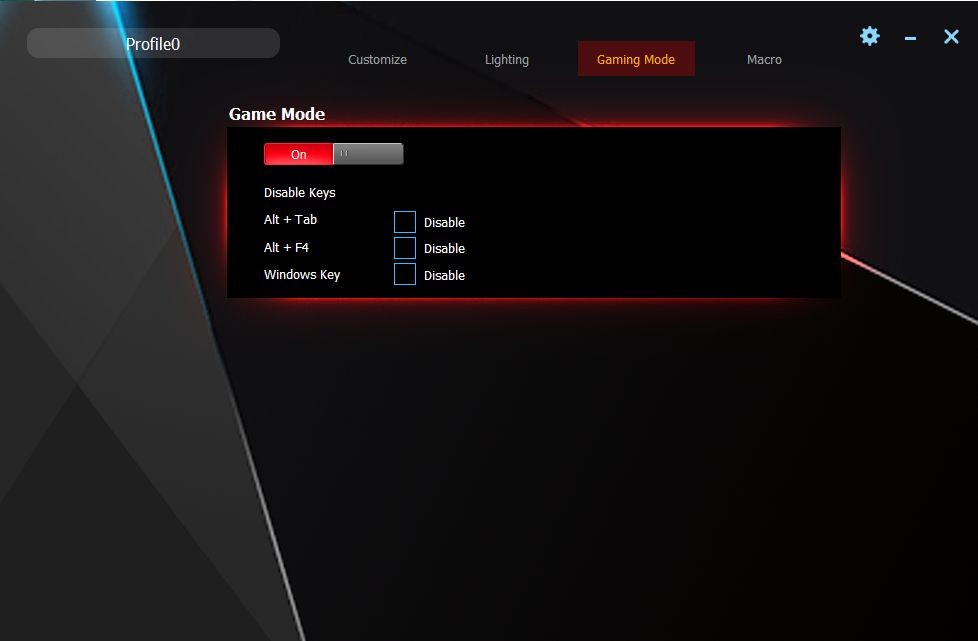 Profile0
Customize
Lighting
Gaming Mode
Macro
Game Mode
On
Disable Keys
Alt + Tab
Disable
Alt + F4
Disable
Windows Key
Disable